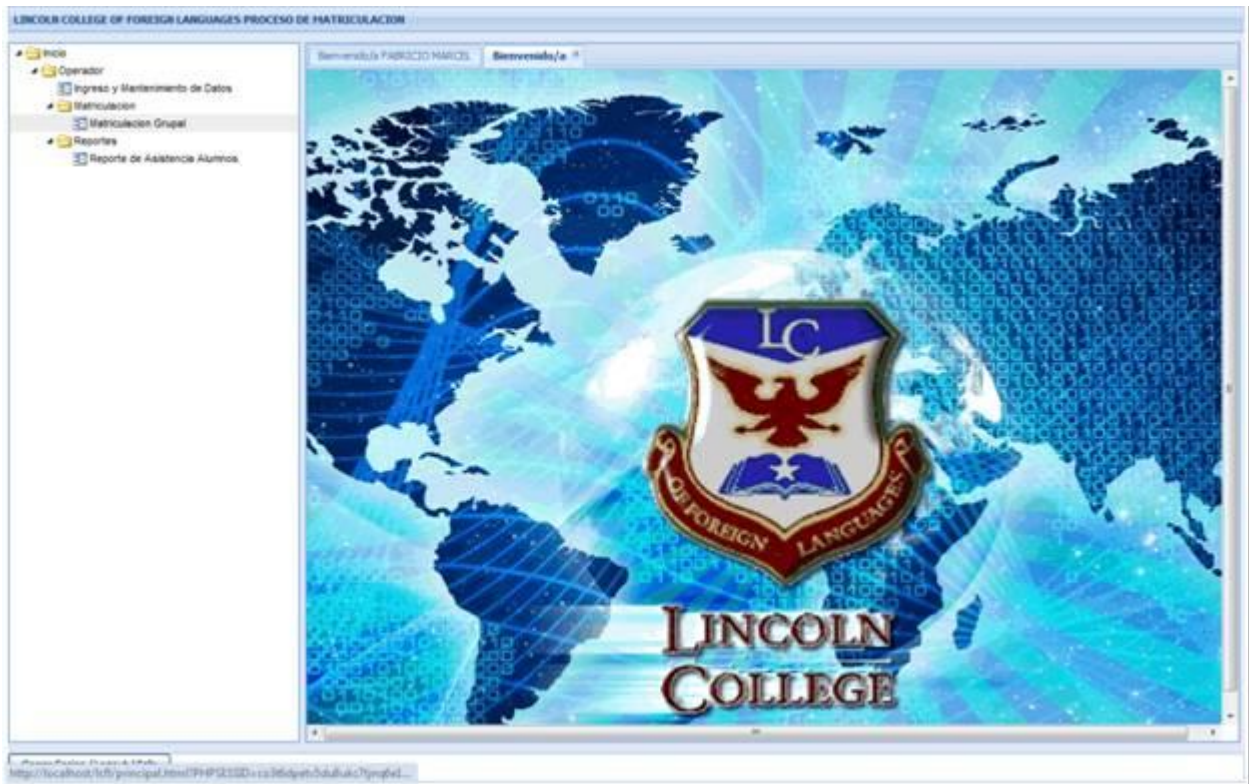 LINCOLN COLLEGE OF FOREIGN LANGUAGES PROCESO DE MATRICULACION
Inicio
Operador
Ingreso y Mantenimiento de Datos
Matriculacion
Matriculacion Grupal
Reportes
Reporte de Asistencia Alumnos.
Bienvenido/a FABRICIO
Bienvenido/a
LC
OF FOREIGN LANGUAGES
LINCOLN
COLLEGE